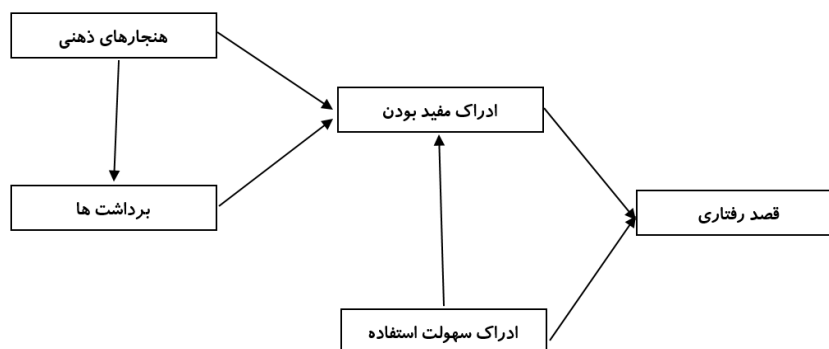 هنجارهای ذهنی
ادراک مفید بودن
برداشت ها
قصد رفتاری
ادراک سهولت استفاده